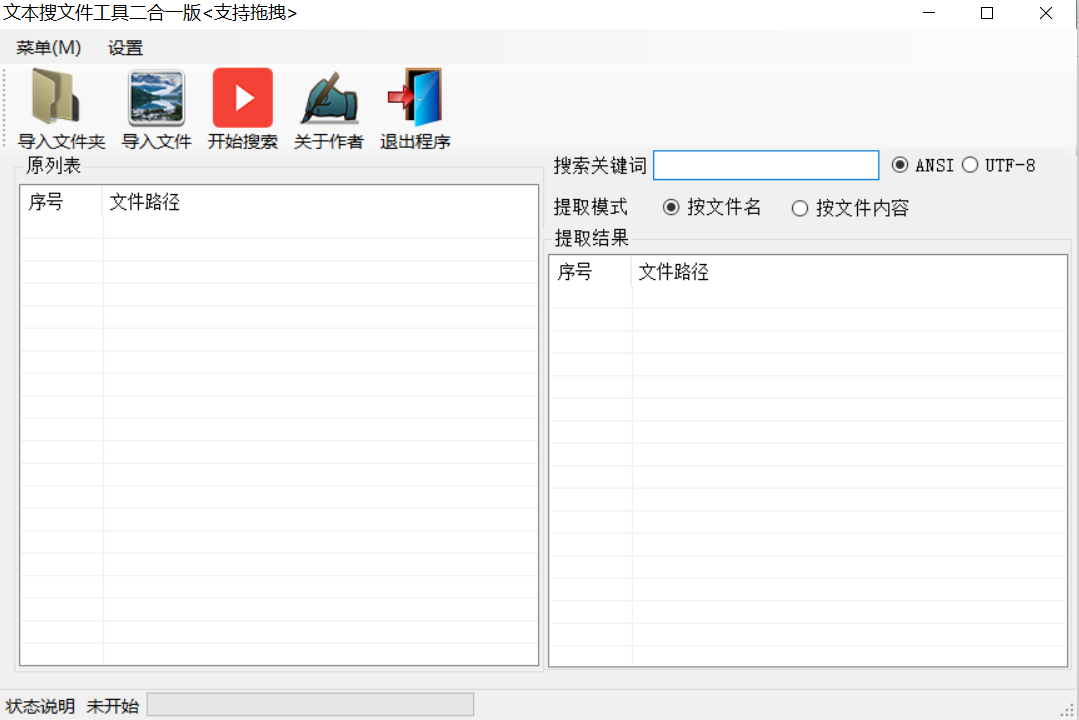 文本搜文件工具二合一版<支持拖拽>
菜单(M) 设置
导入文件夹 导入文件 开始搜索 关于作者 退出程序
原列表
序号 文件路径
搜索关键词 ANSI UTF-8
提取模式 按文件名 按文件内容
提取结果
序号 文件路径
状态说明 未开始